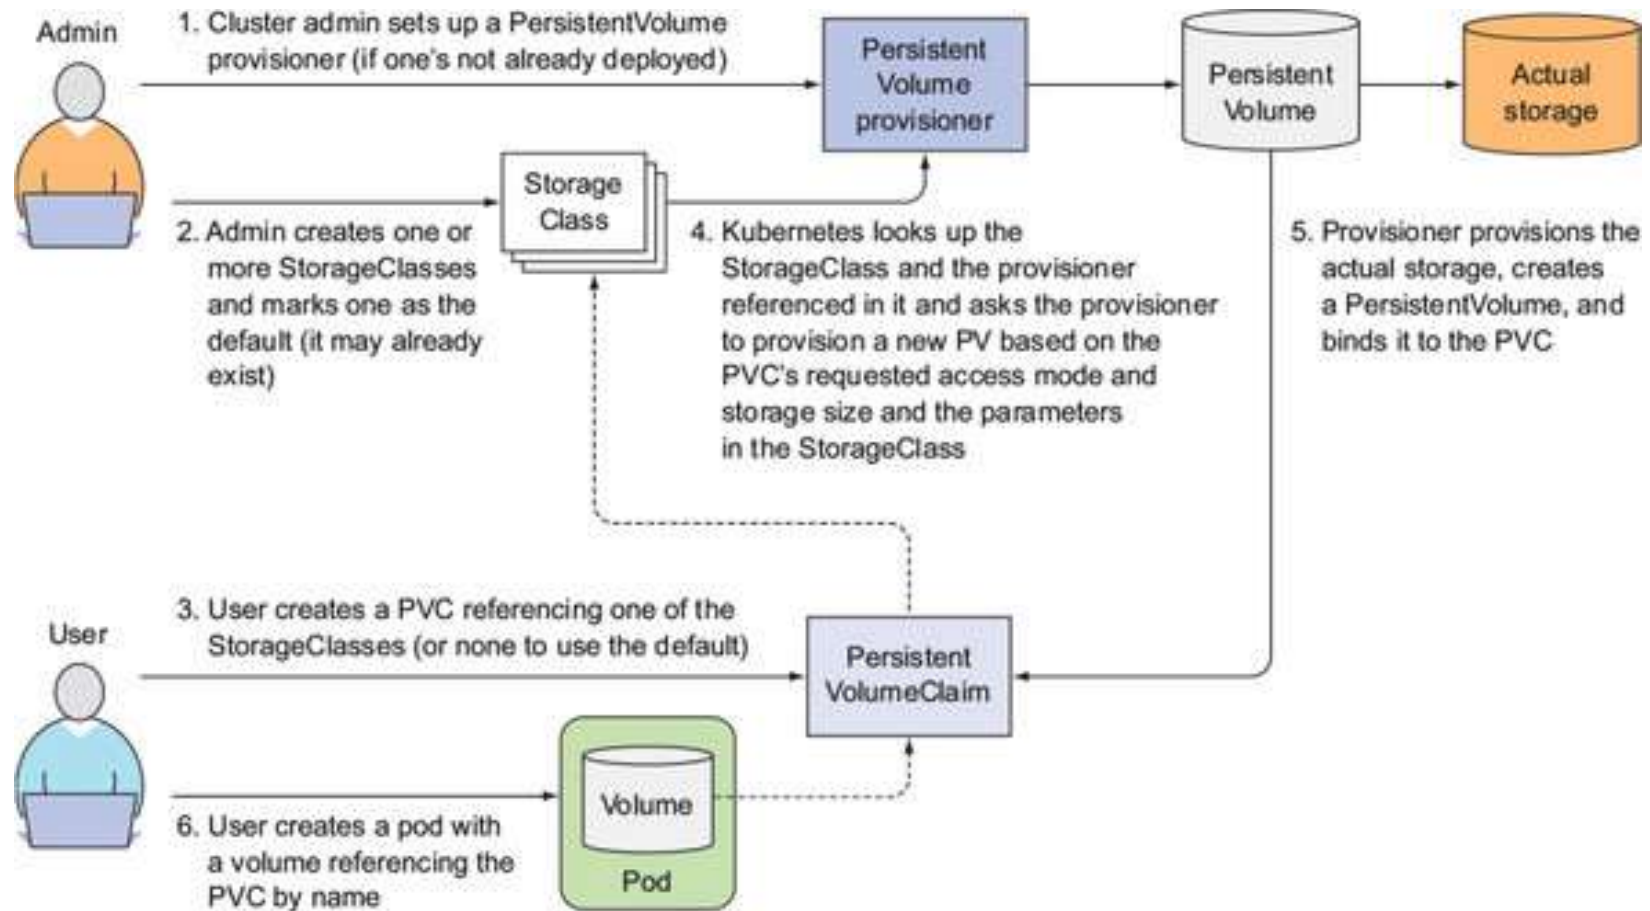 Admin
1. Cluster admin sets up a PersistentVolume
provisioner (if one's not already deployed)
Persistent
Volume
provisioner
Persistent
Volume
Actual
storage
Storage
Class
2. Admin creates one or
more StorageClasses
and marks one as the
default (it may already
exist)
4. Kubernetes looks up the
StorageClass and the provisioner
referenced in it and asks the provisioner
to provision a new PV based on the
PVC's requested access mode and
storage size and the parameters
in the StorageClass
5. Provisioner provisions the
actual storage, creates
a PersistentVolume, and
binds it to the PVC
User
3. User creates a PVC referencing one of the
StorageClasses (or none to use the default)
Persistent
VolumeClaim
Volume
Pod
6. User creates a pod with
a volume referencing the
PVC by name